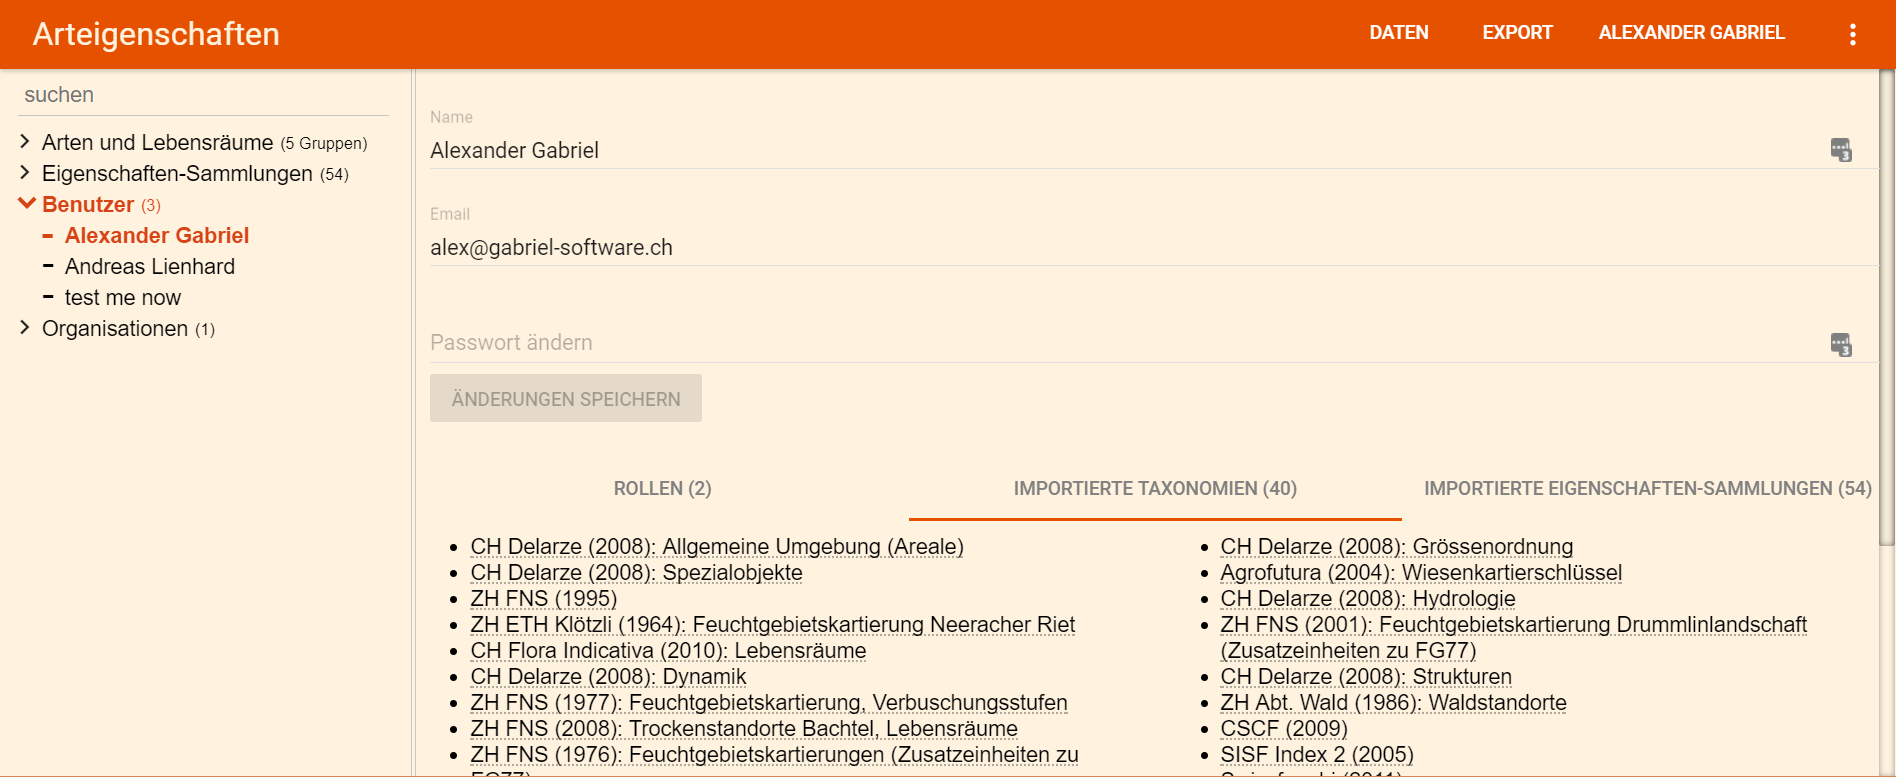 Arteigenschaften
DATEN
EXPORT
ALEXANDER GABRIEL
suchen
Arten und Lebensräume (5 Gruppen)
Eigenschaften-Sammlungen (54)
Benutzer (3)
Alexander Gabriel
Andreas Lienhard
test me now
Organisationen (1)
Name
Alexander Gabriel
3
Email
alex@gabriel-software.ch
Passwort ändern
3
ÄNDERUNGEN SPEICHERN
ROLLEN (2)
IMPORTIERTE TAXONOMIEN (40)
IMPORTIERTE EIGENSCHAFTEN-SAMMLUNGEN (54)
CH Delarze (2008): Allgemeine Umgebung (Areale)
CH Delarze (2008): Spezialobjekte
ZH FNS (1995)
ZH ETH Klötzli (1964): Feuchtgebietskartierung Neeracher Riet
CH Flora Indicativa (2010): Lebensräume
CH Delarze (2008): Dynamik
ZH FNS (1977): Feuchtgebietskartierung, Verbuschungsstufen
ZH FNS (2008): Trockenstandorte Bachtel, Lebensräume
ZH FNS (1976): Feuchtgebietskartierungen (Zusatzeinheiten zu
FG77)
CH Delarze (2008): Grössenordnung
Agrofutura (2004): Wiesenkartierschlüssel
CH Delarze (2008): Hydrologie
ZH FNS (2001): Feuchtgebietskartierung Drummlinlandschaft
(Zusatzeinheiten zu FG77)
CH Delarze (2008): Strukturen
ZH Abt. Wald (1986): Waldstandorte
CSCF (2009)
SISF Index 2 (2005)